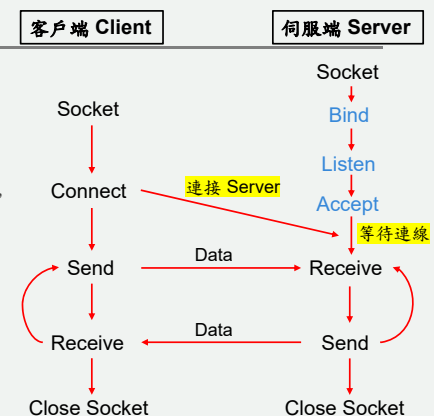 客戶端 Client
伺服端 Server
Socket
Socket
Bind
Listen
Connect
連接 Server
Accept
等待連線
Send
Data
Receive
Receive
Data
Send
Close Socket
Close Socket